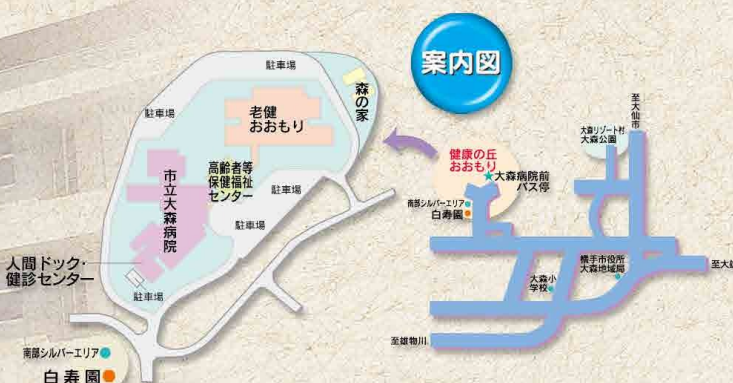 案内図
駐車場
駐車場
森の家
老健
おおもり
高齢者等
保健福祉
センター
駐車場
駐車場
市立大森病院
人間ドック・
健診センター
駐車場
南部シルバーエリア
白寿園
健康の丘
おおもり
大森病院前
バス停
南部シルバーエリア
白寿園
大森リゾート村
大森公園
至大仙市
横手市役所
大森地域局
大森小
学校
至雄物川